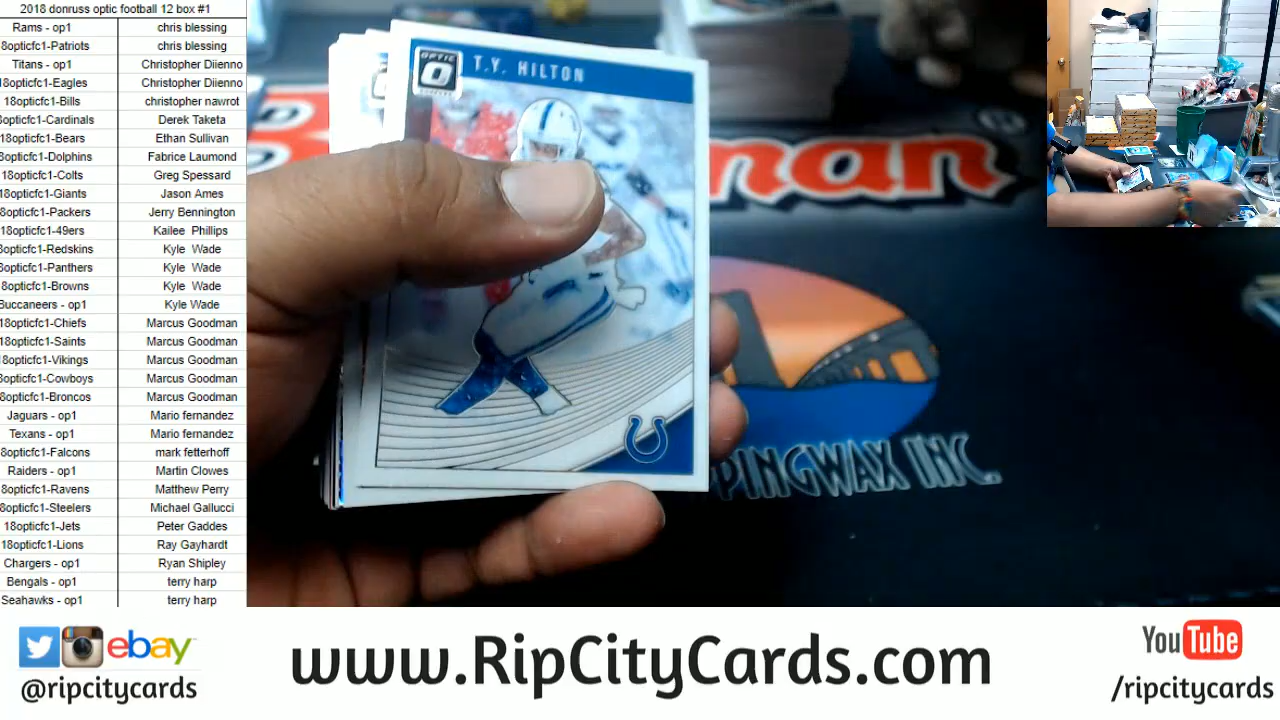 2018 donruss optic football 12 box #1
Rams - op1 chris blessing
8opticfc1-Patriots chris blessing
Titans - op1 Christopher Diienno
18opticfc1-Eagles Christopher Diienno
18opticfc1-Bills christopher nawrot
8opticfc1-Cardinals Derek Taketa
18opticfc1-Bears Ethan Sullivan
8opticfc1-Dolphins Fabrice Laumond
18opticfc1-Colts Greg Spessard
18opticfc1-Giants Jason Ames
8opticfc1-Packers Jerry Bennington
18opticfc1-49ers Kailee Phillips
8opticfc1-Redskins Kyle Wade
8opticfc1-Panthers Kyle Wade
8opticfc1-Browns Kyle Wade
Buccaneers - op1 Kyle Wade
18opticfc1-Chiefs Marcus Goodman
18opticfc1-Saints Marcus Goodman
18opticfc1-Vikings Marcus Goodman
8opticfc1-Cowboys Marcus Goodman
8opticfc1-Broncos Marcus Goodman
Jaguars - op1 Mario fernandez
Texans - op1 Mario fernandez
18opticfc1-Falcons mark fetterhoff
Raiders - op1 Martin Clowes
8opticfc1-Ravens Matthew Perry
8opticfc1-Steelers Michael Gallucci
18opticfc1-Jets Peter Gaddes
18opticfc1-Lions Ray Gayhardt
Chargers - op1 Ryan Shipley
Bengals - op1 terry harp
Seahawks - op1 terry harp
OPTIC
T.Y. HILTON
man
®
PINGWAX INC.
ebay
@ripcitycards
www.RipCityCards.com
YouTube
/ripcitycards